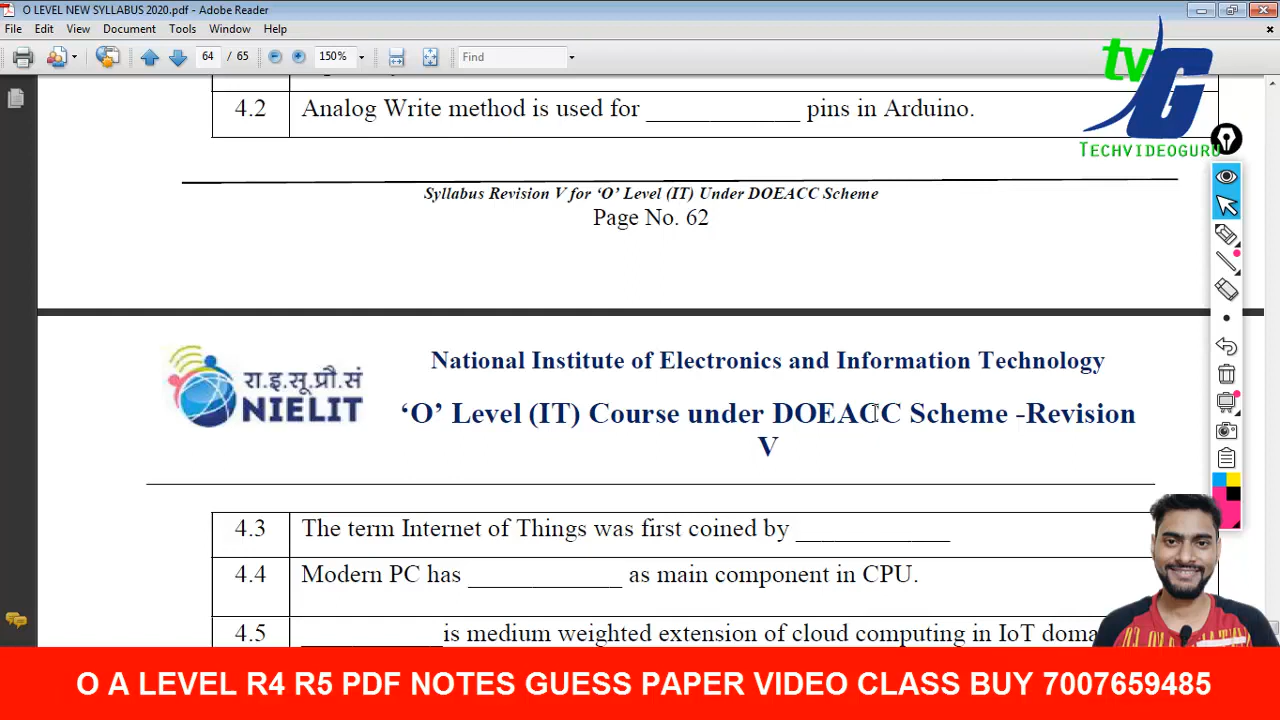 O LEVEL NEW SYLLABUS 2020.pdf - Adobe Reader
File Edit View Document Tools Window Help
64 / 65 150% Find
tvG
TECHVIDEOGURU
4.2 Analog Write method is used for ____________ pins in Arduino.
Syllabus Revision V for ‘O’ Level (IT) Under DOEACC Scheme
Page No. 62
रा.इ.सू.प्रौ.सं
NIELIT
National Institute of Electronics and Information Technology
‘O’ Level (IT) Course under DOEACC Scheme -Revision
V
4.3 The term Internet of Things was first coined by ____________
4.4 Modern PC has ____________ as main component in CPU.
4.5 ___________ is medium weighted extension of cloud computing in IoT doma
O A LEVEL R4 R5 PDF NOTES GUESS PAPER VIDEO CLASS BUY 7007659485